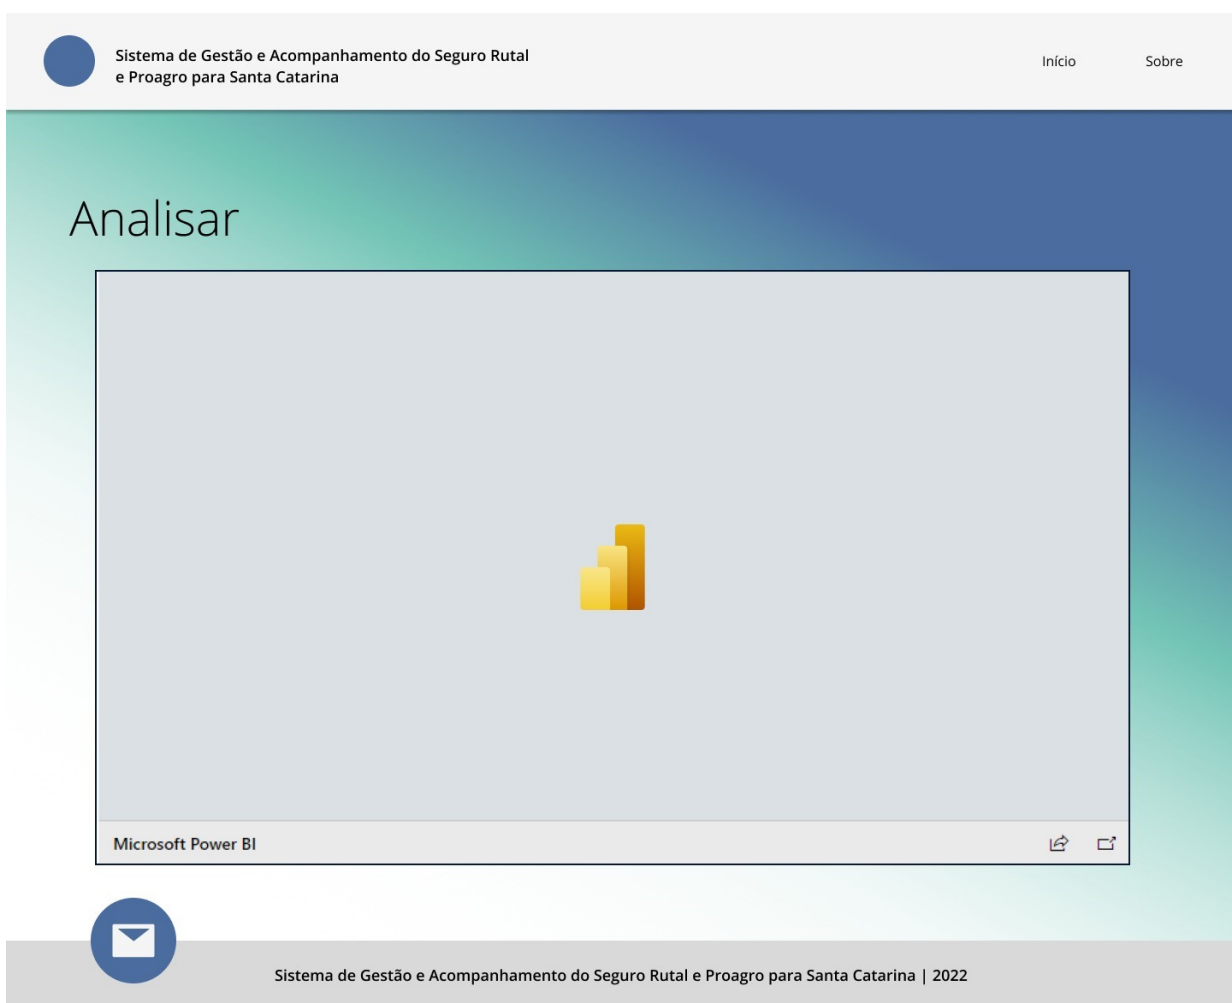 Sistema de Gestão e Acompanhamento do Seguro Rutal
e Proagro para Santa Catarina
Início
Sobre
Analisar
Microsoft Power BI
Sistema de Gestão e Acompanhamento do Seguro Rutal e Proagro para Santa Catarina | 2022